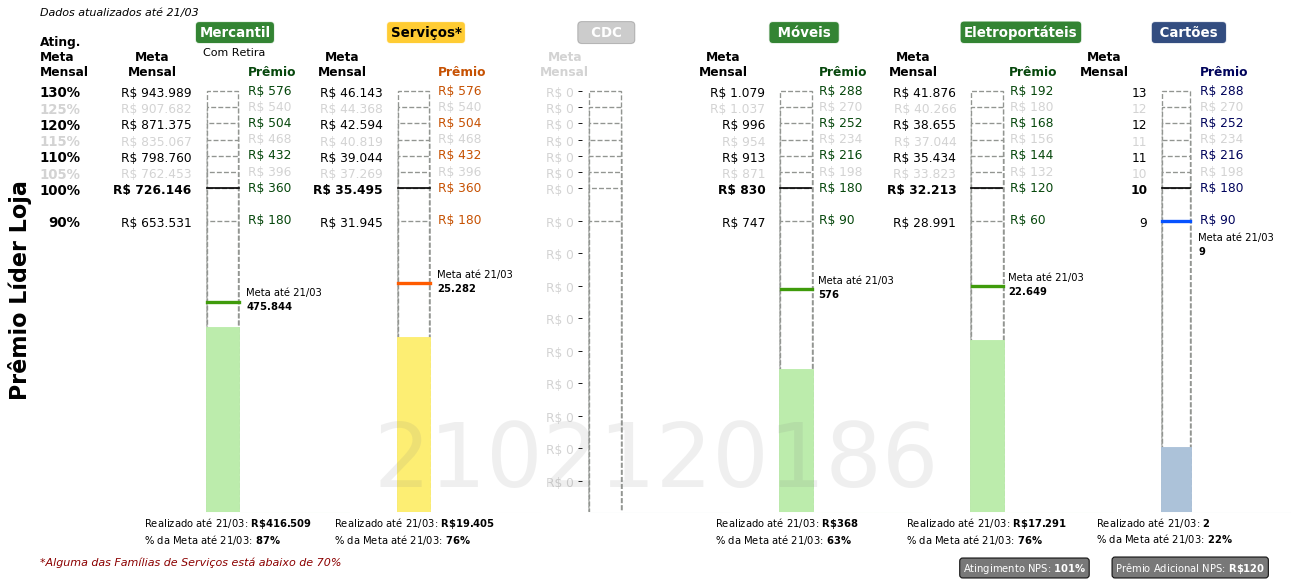 Dados atualizados até 21/03
Mercantil Serviços* CDC Móveis Eletroportáteis Cartões
Ating. Meta Mensal
Com Retira
Meta Mensal Prêmio Meta Mensal Prêmio Meta Mensal Meta Mensal Prêmio Meta Mensal Prêmio Meta Mensal Prêmio
130% R$ 943.989 R$ 576 R$ 46.143 R$ 576 R$ 0 R$ 1.079 R$ 288 R$ 41.876 R$ 192 13 R$ 288
125% R$ 907.682 R$ 540 R$ 44.368 R$ 540 R$ 0 R$ 1.037 R$ 270 R$ 40.266 R$ 180 12 R$ 270
120% R$ 871.375 R$ 504 R$ 42.594 R$ 504 R$ 0 R$ 996 R$ 252 R$ 38.655 R$ 168 12 R$ 252
115% R$ 835.067 R$ 468 R$ 40.819 R$ 468 R$ 0 R$ 954 R$ 234 R$ 37.044 R$ 156 11 R$ 234
110% R$ 798.760 R$ 432 R$ 39.044 R$ 432 R$ 0 R$ 913 R$ 216 R$ 35.434 R$ 144 11 R$ 216
105% R$ 762.453 R$ 396 R$ 37.269 R$ 396 R$ 0 R$ 871 R$ 198 R$ 33.823 R$ 132 10 R$ 198
100% R$ 726.146 R$ 360 R$ 35.495 R$ 360 R$ 0 R$ 830 R$ 180 R$ 32.213 R$ 120 10 R$ 180
90% R$ 653.531 R$ 180 R$ 31.945 R$ 180 R$ 0 R$ 747 R$ 90 R$ 28.991 R$ 60 9 R$ 90
Prêmio Líder Loja
Meta até 21/03
9
R$ 0
Meta até 21/03
25.282
Meta até 21/03
22.649
Meta até 21/03
576
R$ 0
Meta até 21/03
475.844
R$ 0
R$ 0
R$ 0
R$ 0
R$ 0
R$ 0
2102120186
Realizado até 21/03: R$416.509 Realizado até 21/03: R$19.405 Realizado até 21/03: R$368 Realizado até 21/03: R$17.291 Realizado até 21/03: 2
% da Meta até 21/03: 87% % da Meta até 21/03: 76% % da Meta até 21/03: 63% % da Meta até 21/03: 76% % da Meta até 21/03: 22%
*Alguma das Famílias de Serviços está abaixo de 70%
Atingimento NPS: 101% Prêmio Adicional NPS: R$120